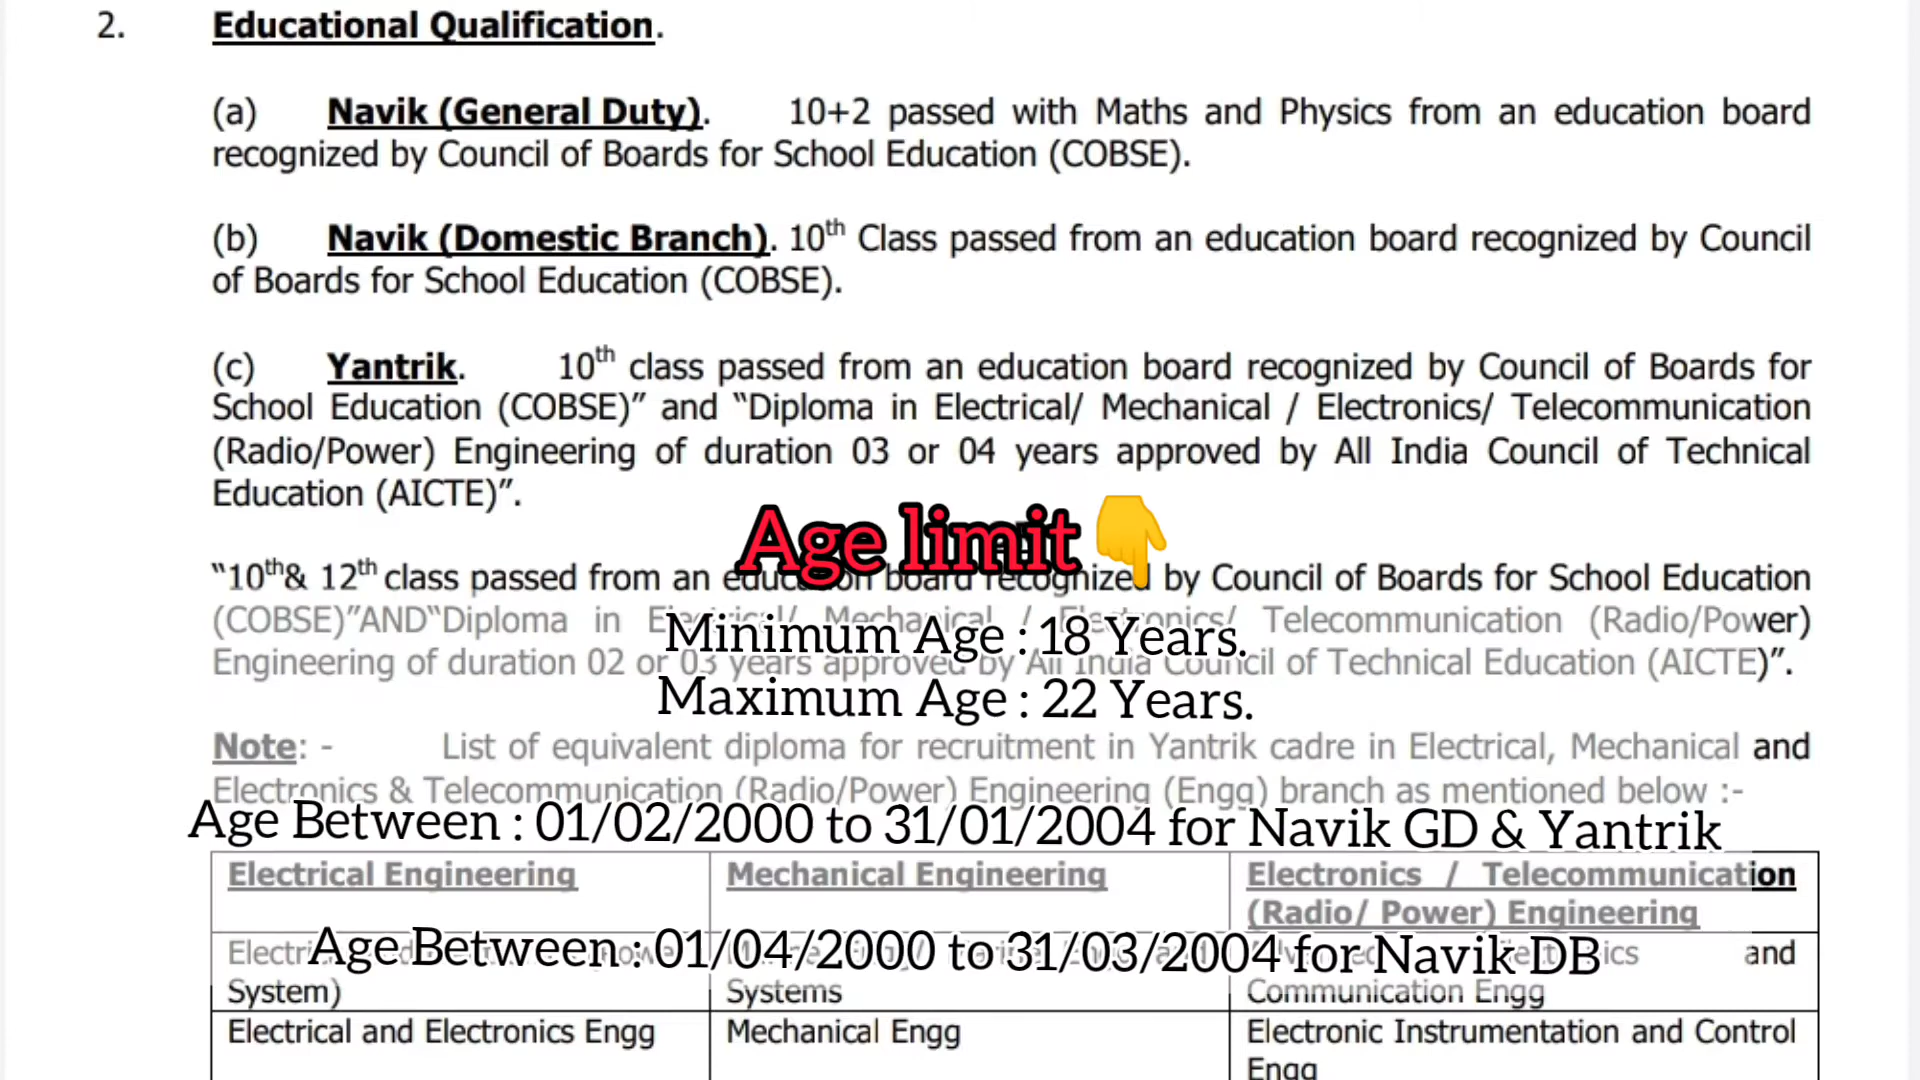 2. Educational Qualification.
(a) Navik (General Duty). 10+2 passed with Maths and Physics from an education board
recognized by Council of Boards for School Education (COBSE).
(b) Navik (Domestic Branch). 10th Class passed from an education board recognized by Council
of Boards for School Education (COBSE).
(c) Yantrik. 10th class passed from an education board recognized by Council of Boards for
School Education (COBSE)” and “Diploma in Electrical/ Mechanical / Electronics/ Telecommunication
(Radio/Power) Engineering of duration 03 or 04 years approved by All India Council of Technical
Education (AICTE)”.
Age limit👇
“10th& 12th class passed from an education board recognized by Council of Boards for School Education
(COBSE)”AND“Diploma in Electrical/ Mechanical / Electronics/ Telecommunication (Radio/Power)
Minimum Age : 18 Years.
Engineering of duration 02 or 03 years approved by All India Council of Technical Education (AICTE)”.
Maximum Age : 22 Years.
Note: - List of equivalent diploma for recruitment in Yantrik cadre in Electrical, Mechanical and
Electronics & Telecommunication (Radio/Power) Engineering (Engg) branch as mentioned below :-
Age Between : 01/02/2000 to 31/01/2004 for Navik GD & Yantrik
Electrical Engineering
Mechanical Engineering
Electronics / Telecommunication
(Radio/ Power) Engineering
Age Between : 01/04/2000 to 31/03/2004 for Navik DB
and
System)
Systems
Communication Engg
Electrical and Electronics Engg
Mechanical Engg
Electronic Instrumentation and Control
Engg